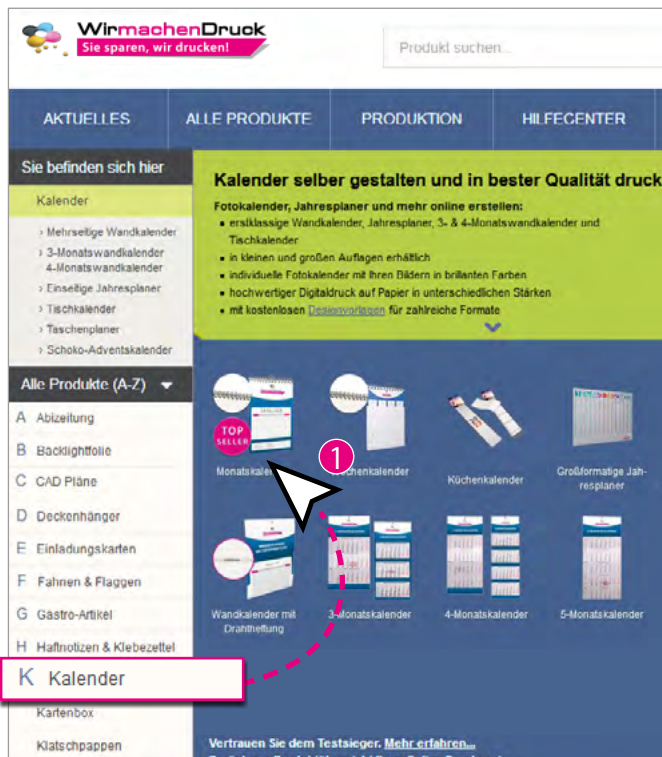 WirmachenDruck
Sie sparen, wir drucken!
Produkt suchen...
AKTUELLES
ALLE PRODUKTE
PRODUKTION
HILFECENTER
Sie befinden sich hier
Kalender
› Mehrseitige Wandkalender
› 3-Monatswandkalender
4-Monatswandkalender
› Einseitige Jahresplaner
› Tischkalender
› Taschenplaner
› Schoko-Adventskalender
Alle Produkte (A-Z)
A Abizeitung
B Backlightfolie
C CAD Pläne
D Deckenhänger
E Einladungskarten
F Fahnen & Flaggen
G Gastro-Artikel
H Haftnotizen & Klebezettel
K Kalender
Kartenbox
Klatschpappen
Kalender selber gestalten und in bester Qualität druck
Fotokalender, Jahresplaner und mehr online erstellen:
• erstklassige Wandkalender, Jahresplaner, 3- & 4-Monatswandkalender und
Tischkalender
• in kleinen und großen Auflagen erhältlich
• individuelle Fotokalender mit Ihren Bildern in brillanten Farben
• hochwertiger Digitaldruck auf Papier in unterschiedlichen Stärken
• mit kostenlosen Designvorlagen für zahlreiche Formate
TOP
SELLER
1
Küchenkalender
Großformatige Jah-
resplaner
Wandkalender mit
Drahtheftung
3-Monatskalender
4-Monatskalender
5-Monatskalender
Vertrauen Sie dem Testsieger. Mehr erfahren...